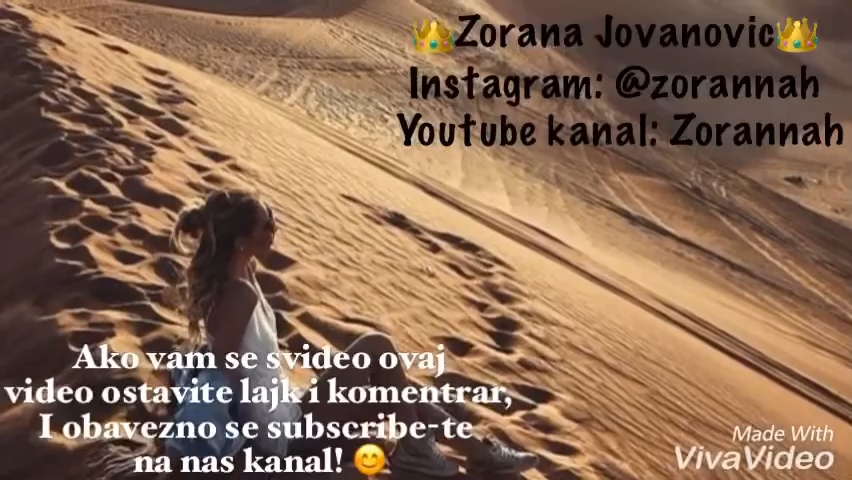 👑Zorana Jovanovic👑
Instagram: @zorannah
Youtube kanal: Zorannah
Ako vam se svideo ovaj
video ostavite lajk i komentrar,
I obavezno se subscribe-te
na nas kanal! 😊
Made With
VivaVideo